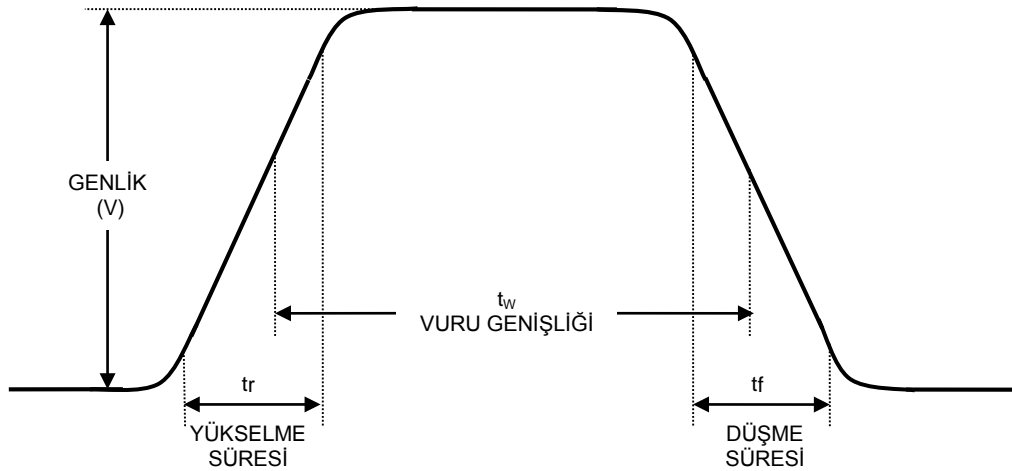 GENLİK
(V)
tW
VURU GENİŞLİĞİ
tr
YÜKSELME
SÜRESİ
tf
DÜŞME
SÜRESİ